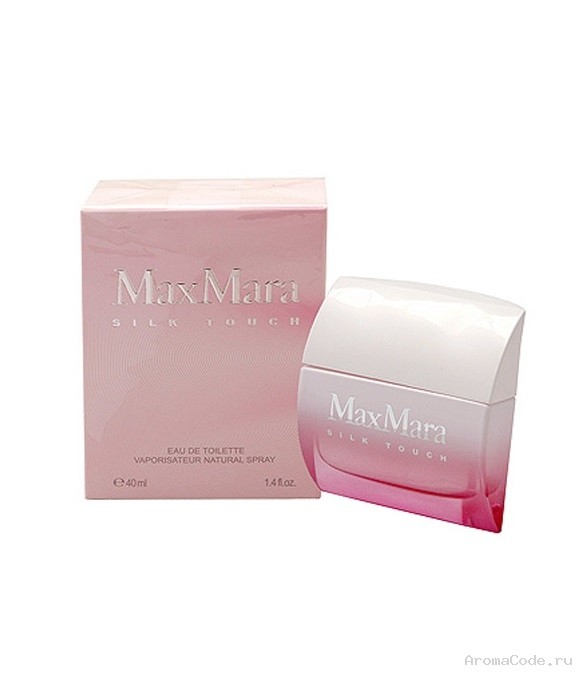 MaxMara
SILK TOUCH
EAU DE TOILETTE
VAPORISATEUR NATURAL SPRAY
℮ 40 ml 1.4 fl.oz.
MaxMara
SILK TOUCH
AromaCode.ru